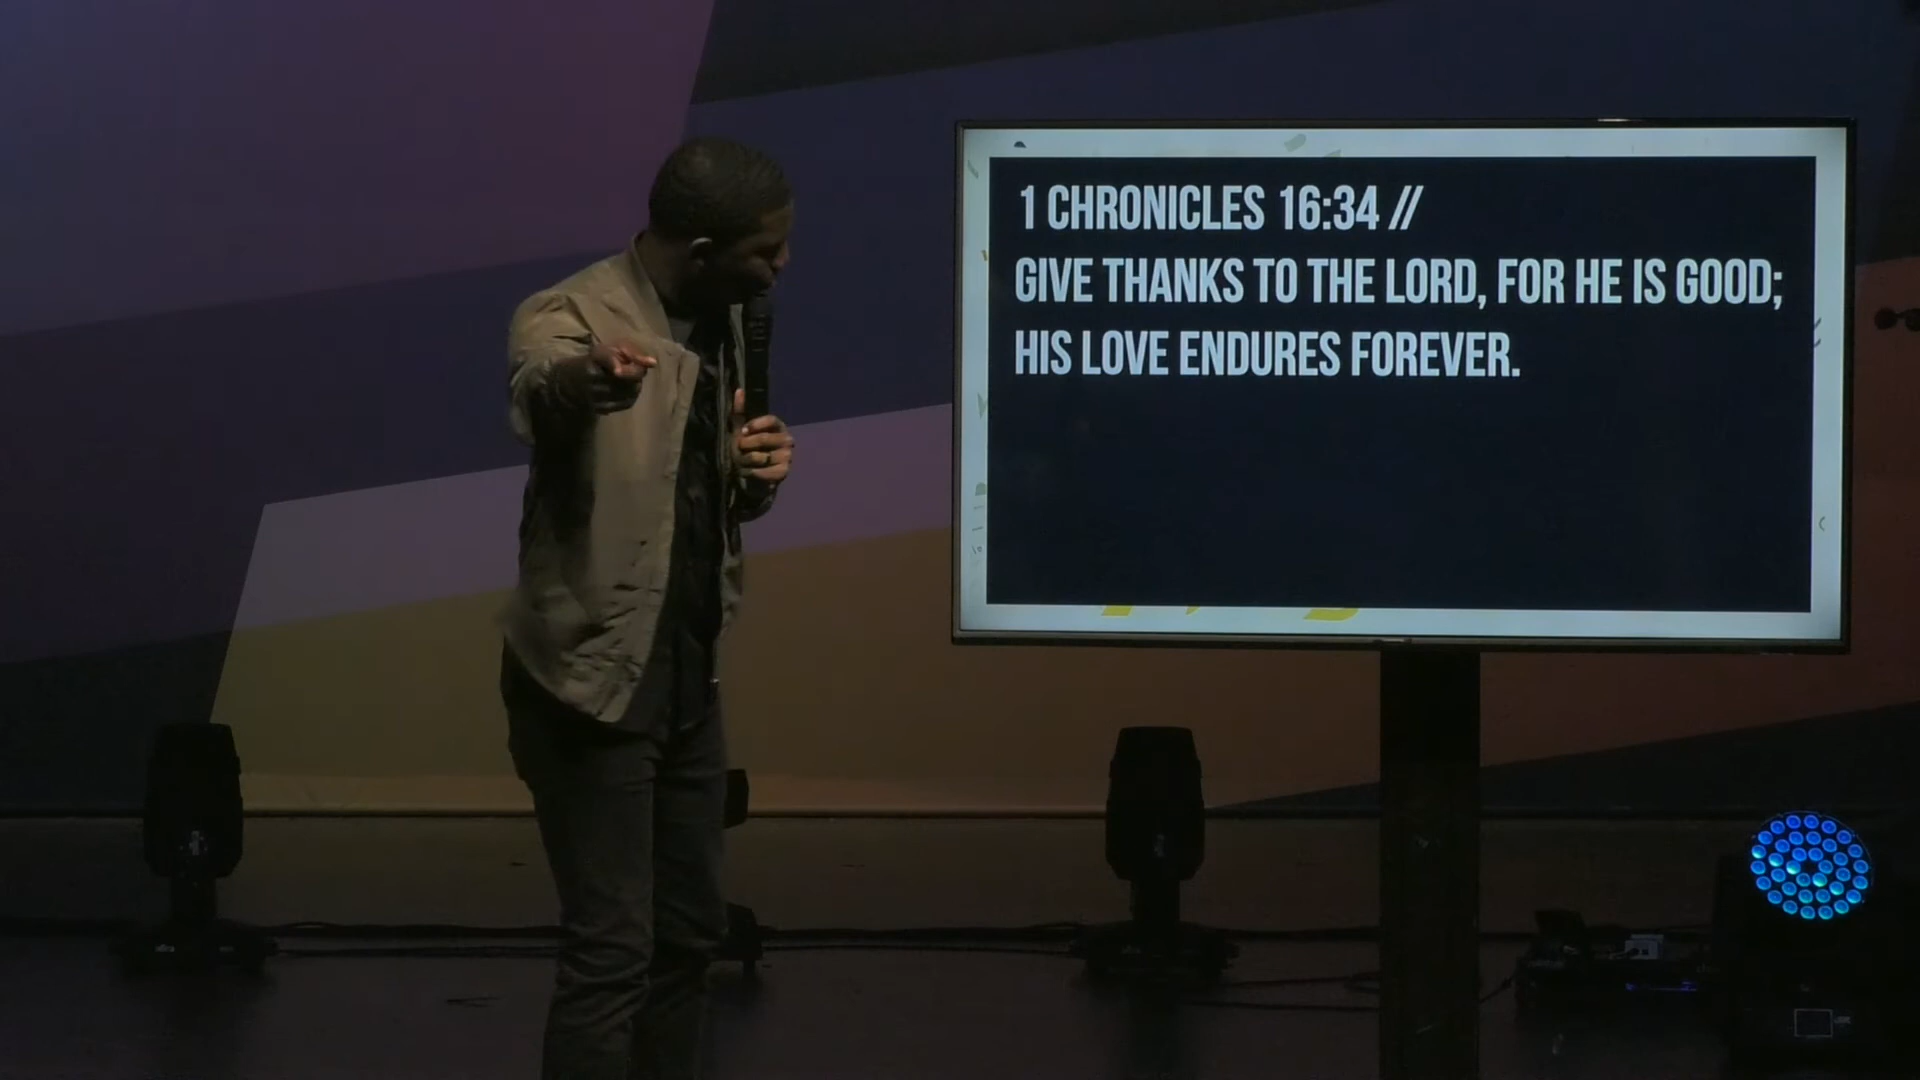 1 CHRONICLES 16:34 //
GIVE THANKS TO THE LORD, FOR HE IS GOOD;
HIS LOVE ENDURES FOREVER.